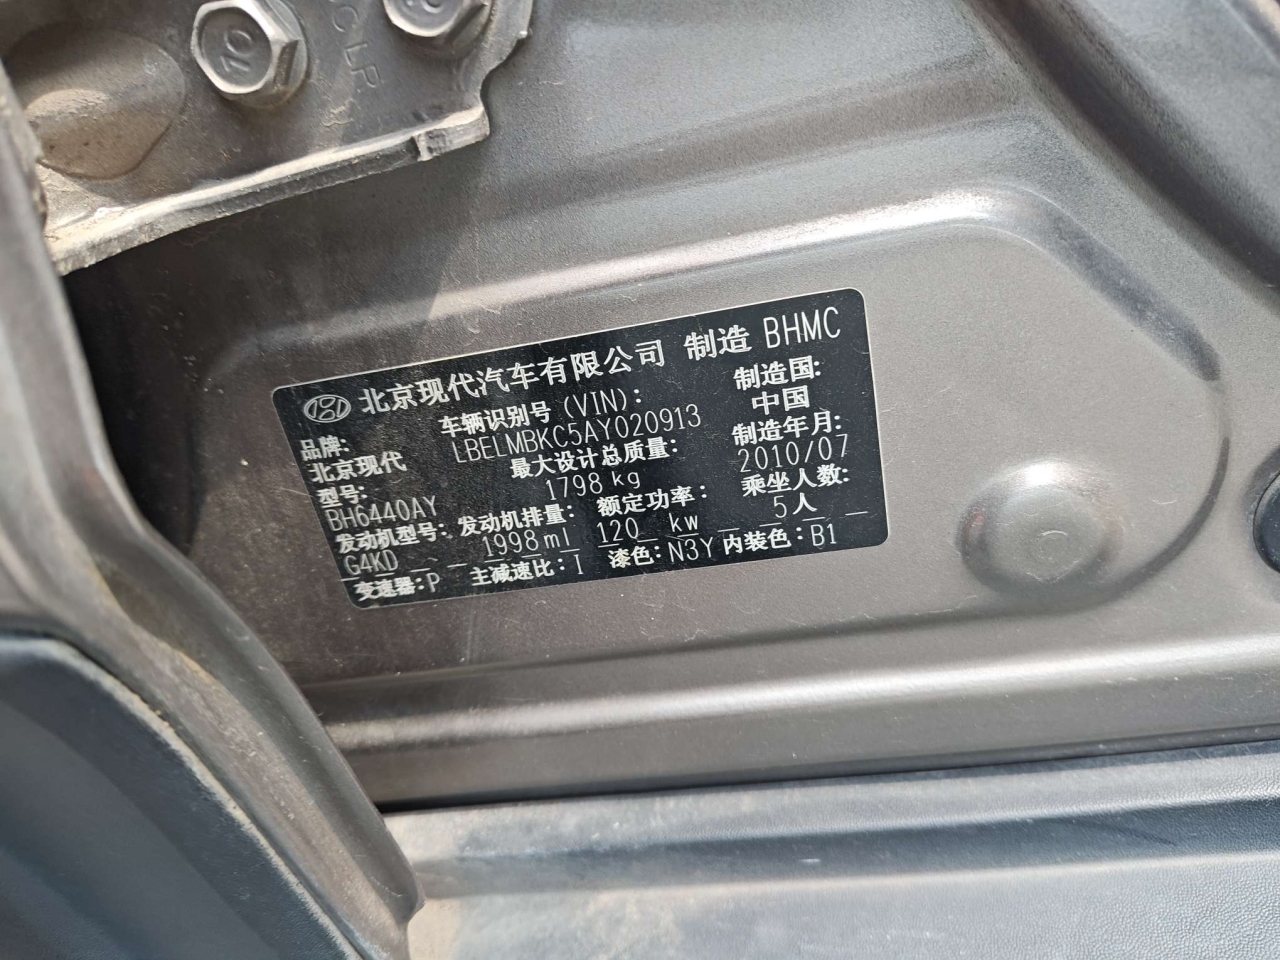 10
CLR
北京现代汽车有限公司 制造 BHMC
品牌: 车辆识别号 (VIN): 制造国:
北京现代 LBELMBKC5AY020913 中国
型号: 最大设计总质量: 制造年月:
BH6440AY 1798 kg 2010/07
发动机型号: 发动机排量: 额定功率: 乘坐人数:
G4KD 1998ml 120 kw 5人
变速器:P 主减速比:I 漆色:N3Y 内装色:B1